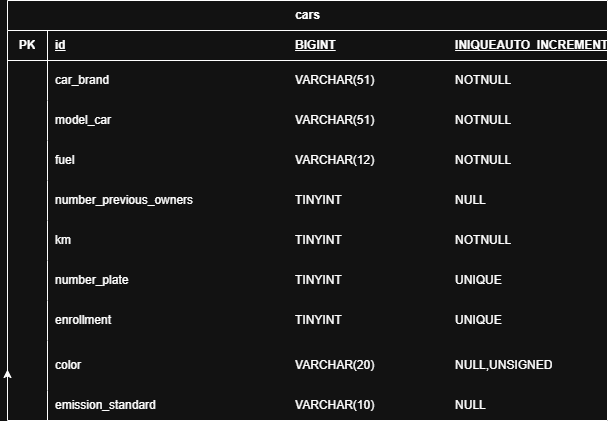 cars
PK id BIGINT INIQUEAUTO_INCREMENT
car_brand VARCHAR(51) NOTNULL
model_car VARCHAR(51) NOTNULL
fuel VARCHAR(12) NOTNULL
number_previous_owners TINYINT NULL
km TINYINT NOTNULL
number_plate TINYINT UNIQUE
enrollment TINYINT UNIQUE
color VARCHAR(20) NULL,UNSIGNED
emission_standard VARCHAR(10) NULL